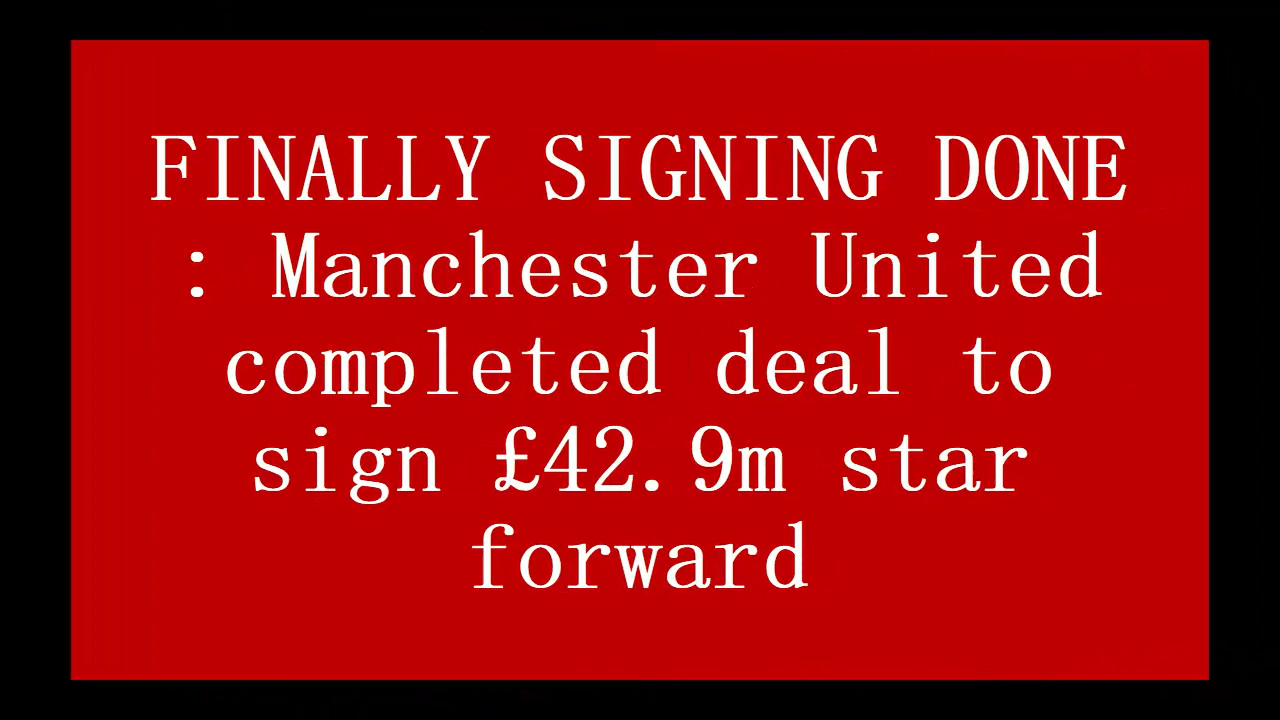 FINALLY SIGNING DONE
: Manchester United
completed deal to
sign £42.9m star
forward